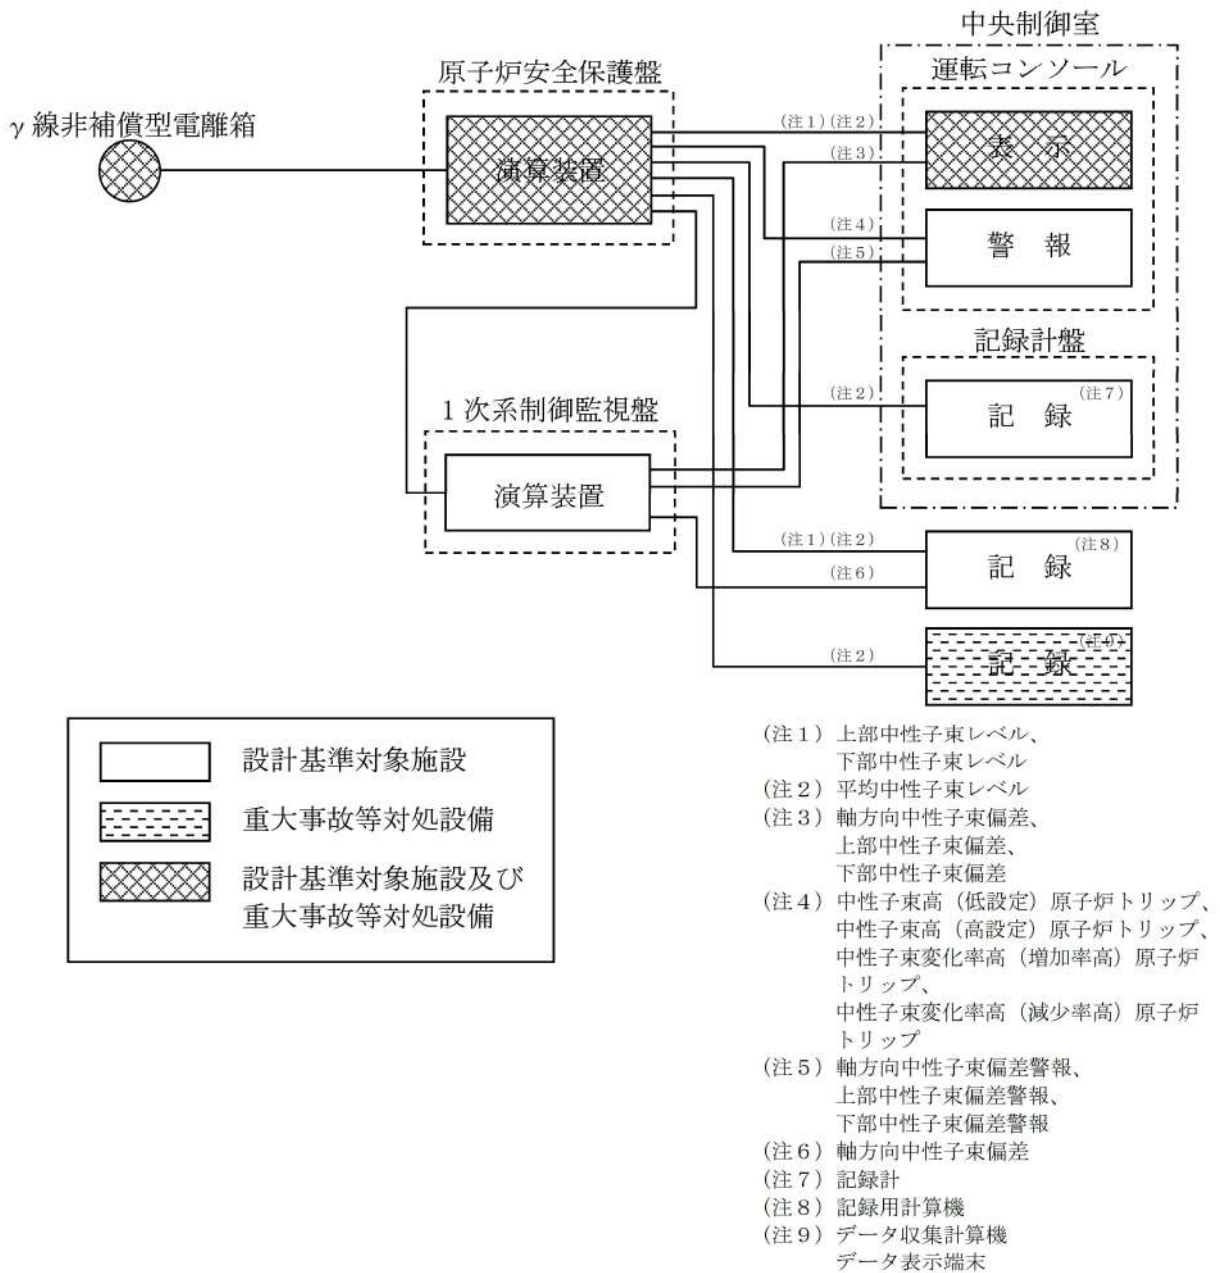 中央制御室
原子炉安全保護盤
運転コンソール
γ線非補償型電離箱
演算装置
(注1)(注2)
表 示
(注3)
(注4)
警 報
(注5)
記録計盤
(注2)
記 録
(注7)
1次系制御監視盤
演算装置
(注1)(注2)
記 録
(注8)
(注6)
(注2)
記 録
(注9)
設計基準対象施設
重大事故等対処設備
設計基準対象施設及び
重大事故等対処設備
(注1)上部中性子束レベル、
下部中性子束レベル
(注2)平均中性子束レベル
(注3)軸方向中性子束偏差、
上部中性子束偏差、
下部中性子束偏差
(注4)中性子束高(低設定)原子炉トリップ、
中性子束高(高設定)原子炉トリップ、
中性子束変化率高(増加率高)原子炉
トリップ、
中性子束変化率高(減少率高)原子炉
トリップ
(注5)軸方向中性子束偏差警報、
上部中性子束偏差警報、
下部中性子束偏差警報
(注6)軸方向中性子束偏差
(注7)記録計
(注8)記録用計算機
(注9)データ収集計算機
データ表示端末